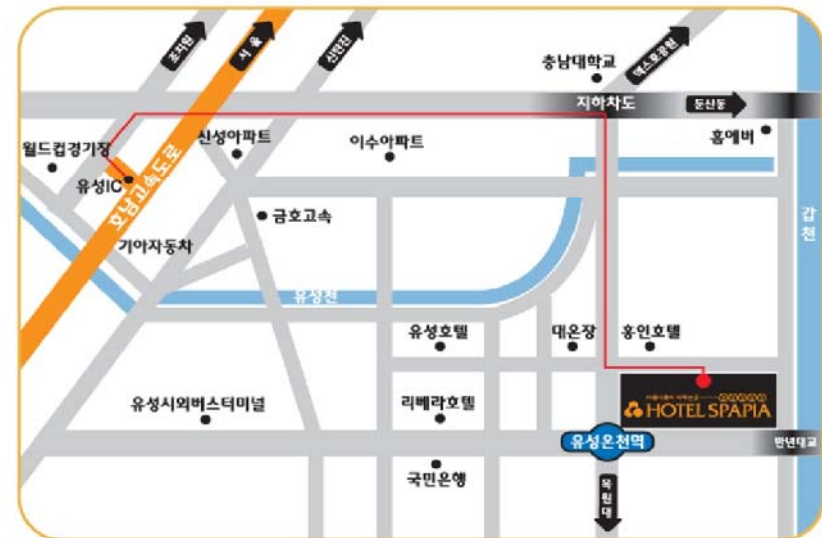 조치원
서울
신탄진
충남대학교
엑스포공원
지하차도
둔산동
월드컵경기장
신성아파트
이수아파트
홈에버
유성IC
호남고속도로
금호고속
갑천
기아자동차
유성천
유성호텔
대온장
홍인호텔
유성시외버스터미널
리베라호텔
HOTEL SPAPIA
유성온천역
만년대교
국민은행
목원대